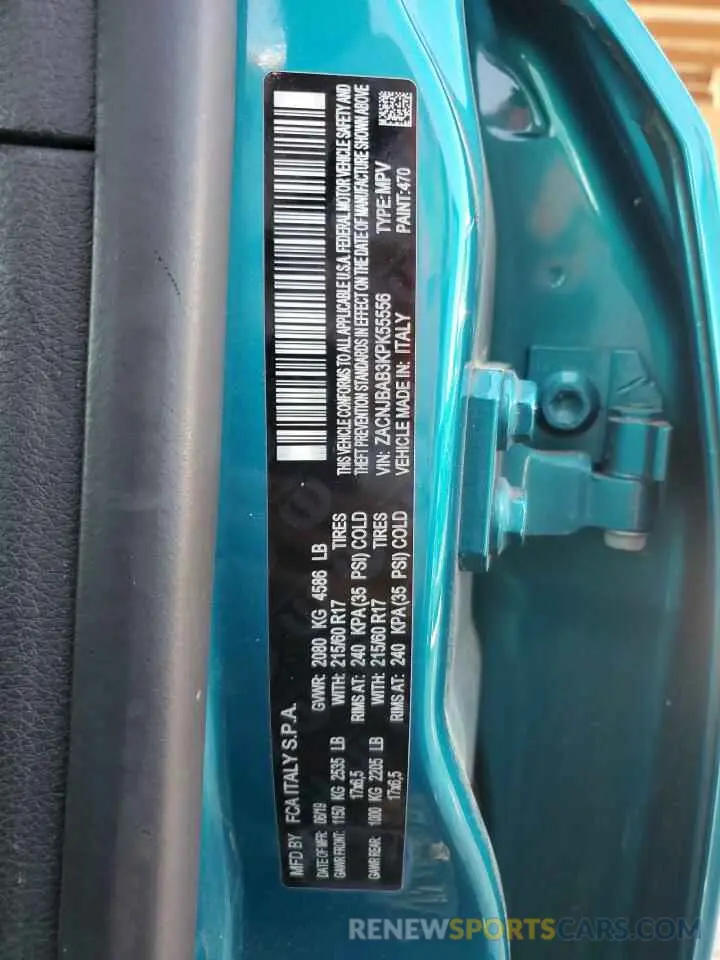 MFD BY FCA ITALY S.P.A.
DATE OF MFR: 06/19 GVWR: 2080 KG 4586 LB
GAWR FRONT: 1150 KG 2535 LB WITH: 215/60 R17 TIRES
17x6,5 RIMS AT: 240 KPA(35 PSI) COLD
GAWR REAR: 1000 KG 2205 LB WITH: 215/60 R17 TIRES
17x6,5 RIMS AT: 240 KPA(35 PSI) COLD
THIS VEHICLE CONFORMS TO ALL APPLICABLE U.S.A. FEDERAL MOTOR VEHICLE SAFETY AND
THEFT PREVENTION STANDARDS IN EFFECT ON THE DATE OF MANUFACTURE SHOWN ABOVE
VIN: ZACNJBAB3KPK55556 TYPE:MPV
VEHICLE MADE IN: ITALY PAINT:470
RENEWSPORTSCARS.COM